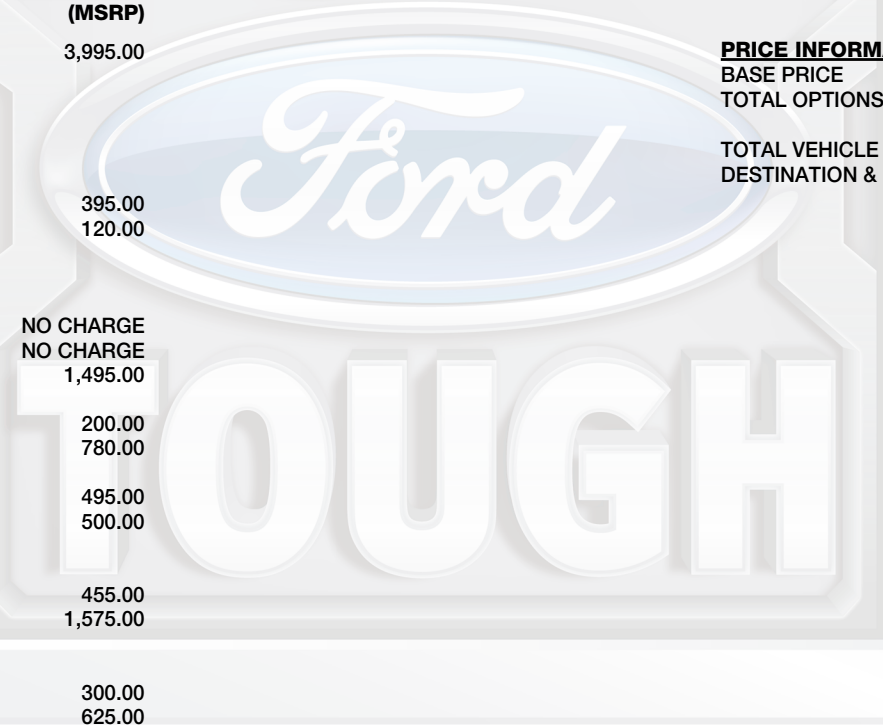 (MSRP)
3,995.00
395.00
120.00
NO CHARGE
NO CHARGE
1,495.00
200.00
780.00
495.00
500.00
455.00
1,575.00
300.00
625.00
PRICE INFORM
BASE PRICE
TOTAL OPTIONS
TOTAL VEHICLE
DESTINATION &
Ford
TOUGH